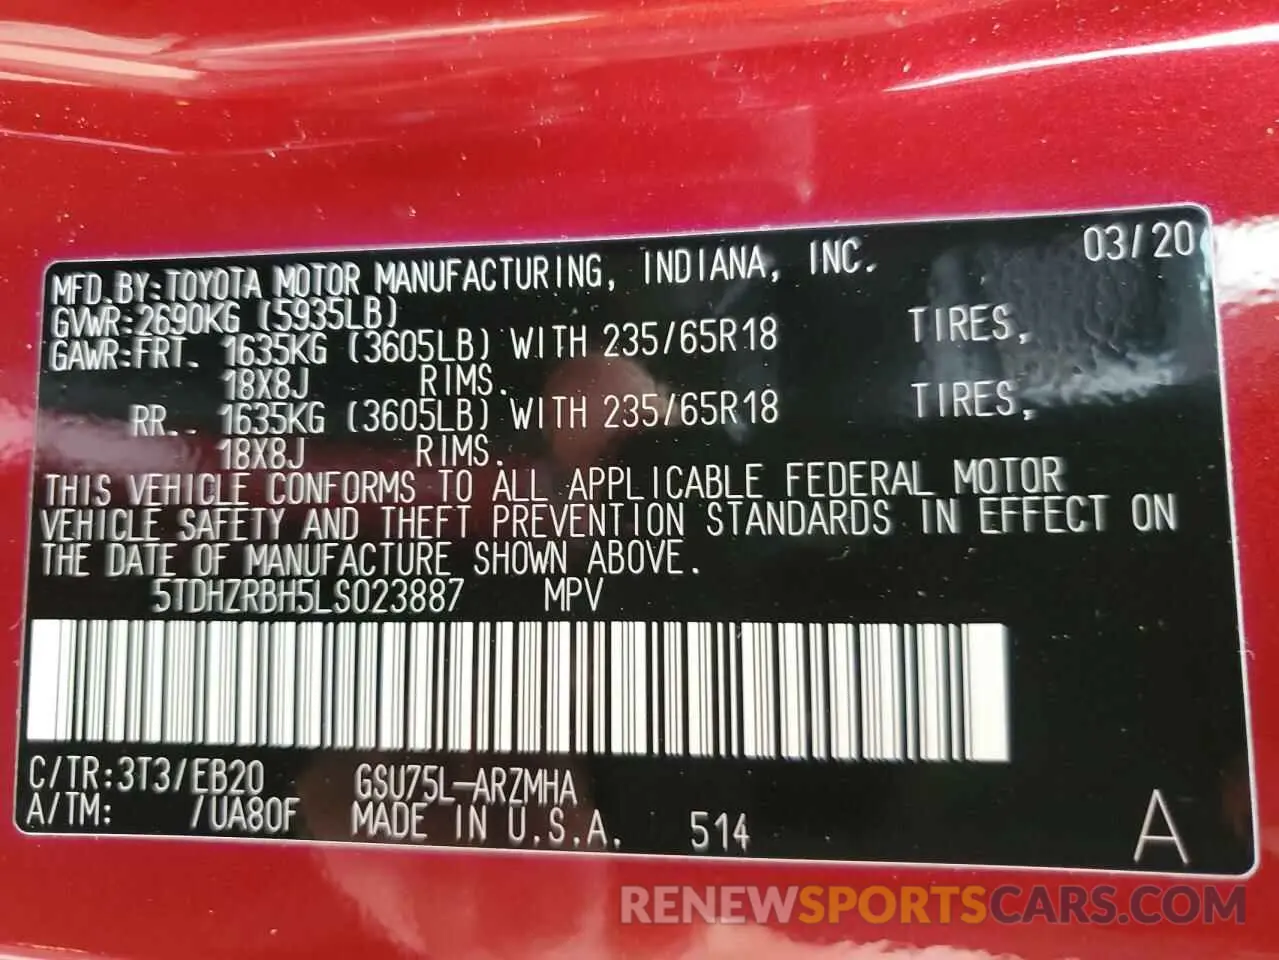 MFD.BY:TOYOTA MOTOR MANUFACTURING, INDIANA, INC. 03/20
GVWR:2690KG (5935LB)
GAWR:FRT. 1635KG (3605LB) WITH 235/65R18 TIRES,
18X8J RIMS.
RR. 1635KG (3605LB) WITH 235/65R18 TIRES,
18X8J RIMS.
THIS VEHICLE CONFORMS TO ALL APPLICABLE FEDERAL MOTOR
VEHICLE SAFETY AND THEFT PREVENTION STANDARDS IN EFFECT ON
THE DATE OF MANUFACTURE SHOWN ABOVE.
5TDHZRBH5LS023887 MPV
C/TR:3T3/EB20 GSU75L-ARZMHA
A/TM: /UA80F MADE IN U.S.A. 514 A
RENEWSPORTSCARS.COM